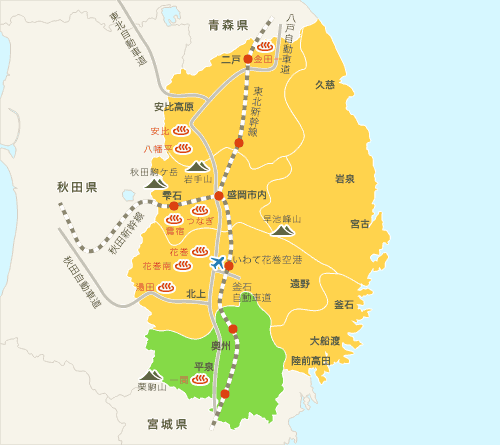 青森県
八戸自動車道
東北自動車道
二戸
金田一
久慈
東北新幹線
安比高原
安比
八幡平
秋田駒ケ岳
岩手山
岩泉
秋田県
雫石
盛岡市内
つなぎ
鶯宿
早池峰山
宮古
秋田新幹線
花巻
いわて花巻空港
花巻南
秋田自動車道
湯田
北上
釜石
自動車道
遠野
釜石
奥州
大船渡
陸前高田
平泉
一関
栗駒山
宮城県